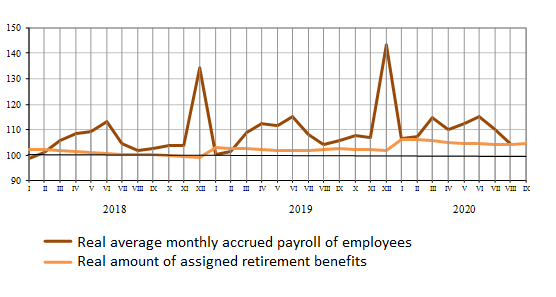 150
140
130
120
110
100
90
II III IV V VI VII VIII IX X XI XII I II III IV V VI VII VIII IX X XI XII I II III IV V VI VII VIII IX
2018 2019 2020
Real average monthly accrued payroll of employees
Real amount of assigned retirement benefits